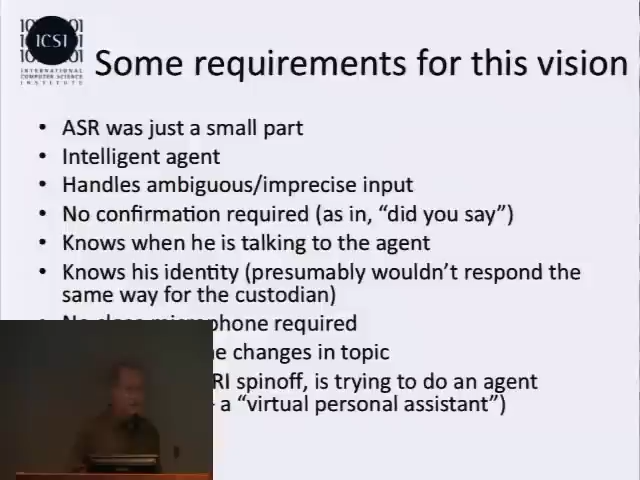 ICSI
INTERNATIONAL
COMPUTER SCIENCE
INSTITUTE
Some requirements for this vision
• ASR was just a small part
• Intelligent agent
• Handles ambiguous/imprecise input
• No confirmation required (as in, “did you say”)
• Knows when he is talking to the agent
• Knows his identity (presumably wouldn’t respond the
same way for the custodian)
• No close microphone required
changes in topic
spinoff, is trying to do an agent
a “virtual personal assistant”)